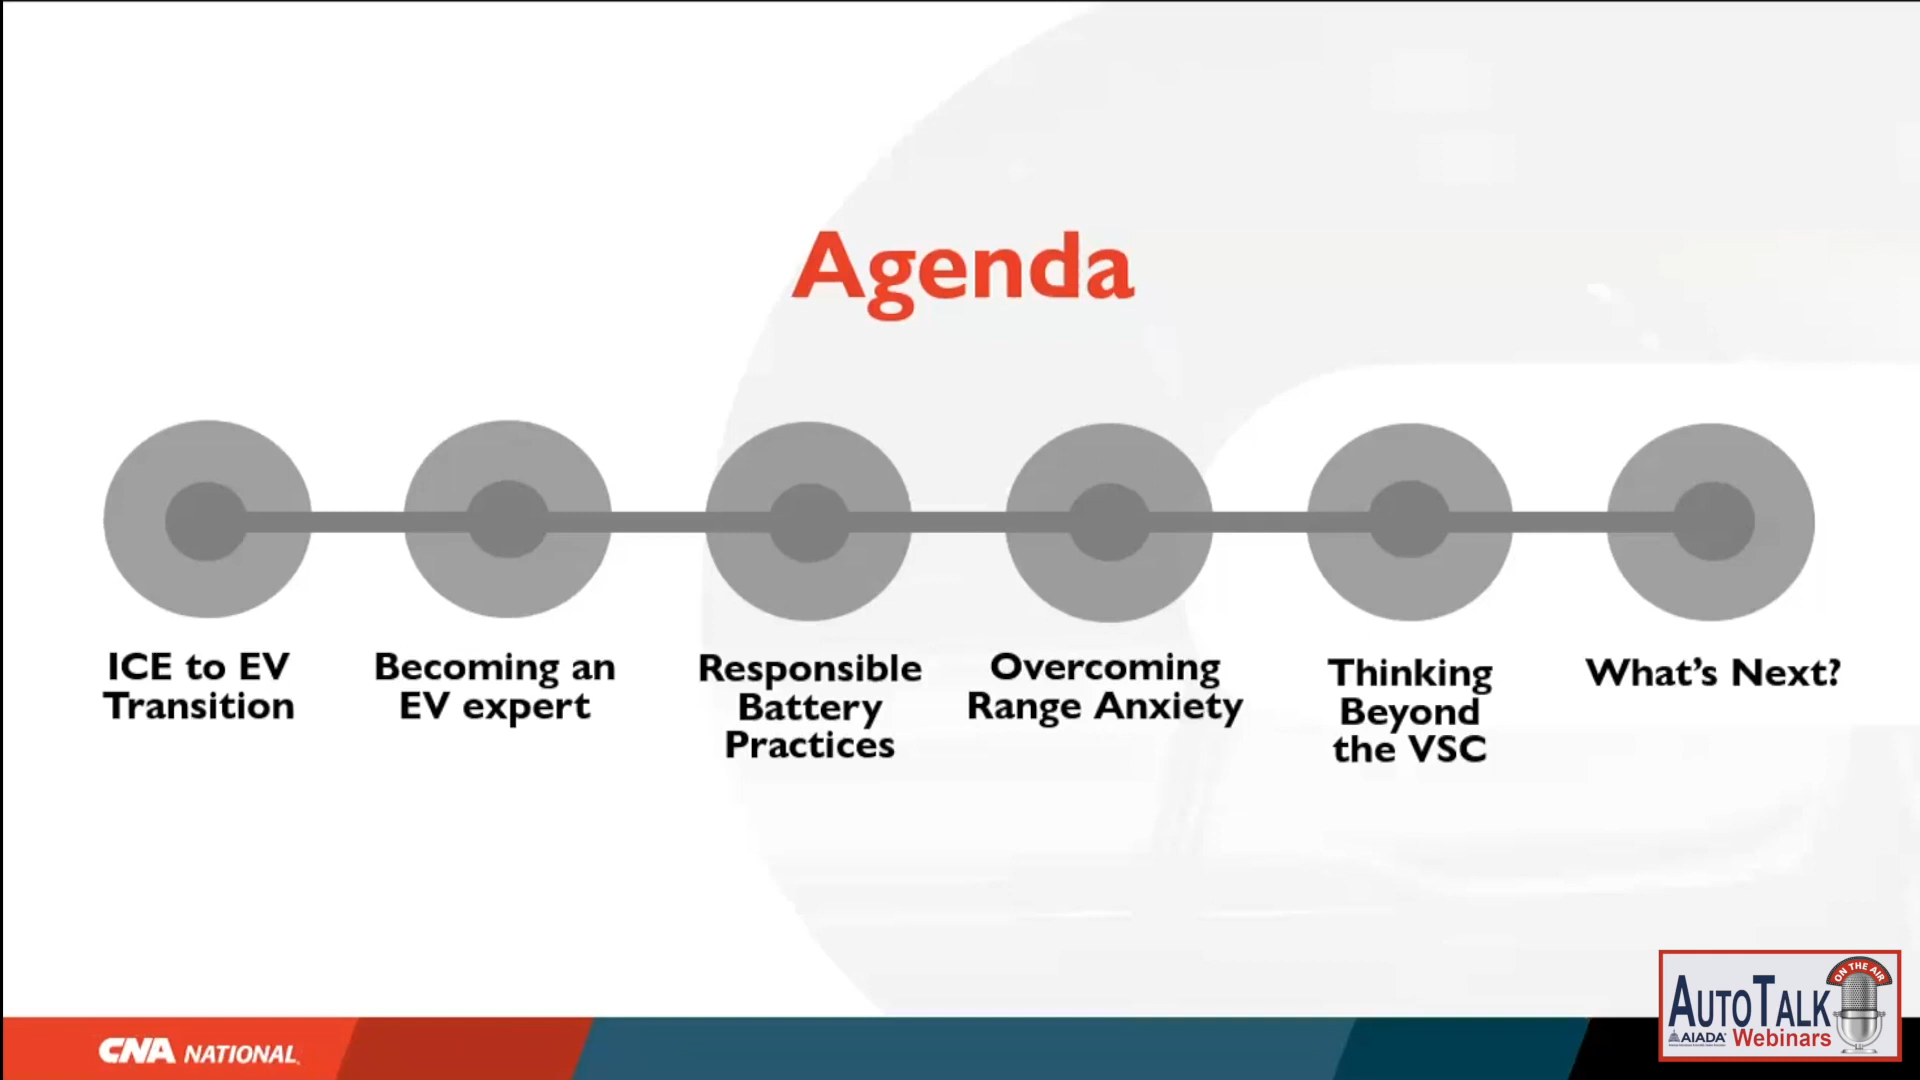 Agenda
ICE to EV
Transition
Becoming an
EV expert
Responsible
Battery
Practices
Overcoming
Range Anxiety
Thinking
Beyond
the VSC
What’s Next?
CNA NATIONAL
ON THE AIR
AUTOTALK
AIADA Webinars